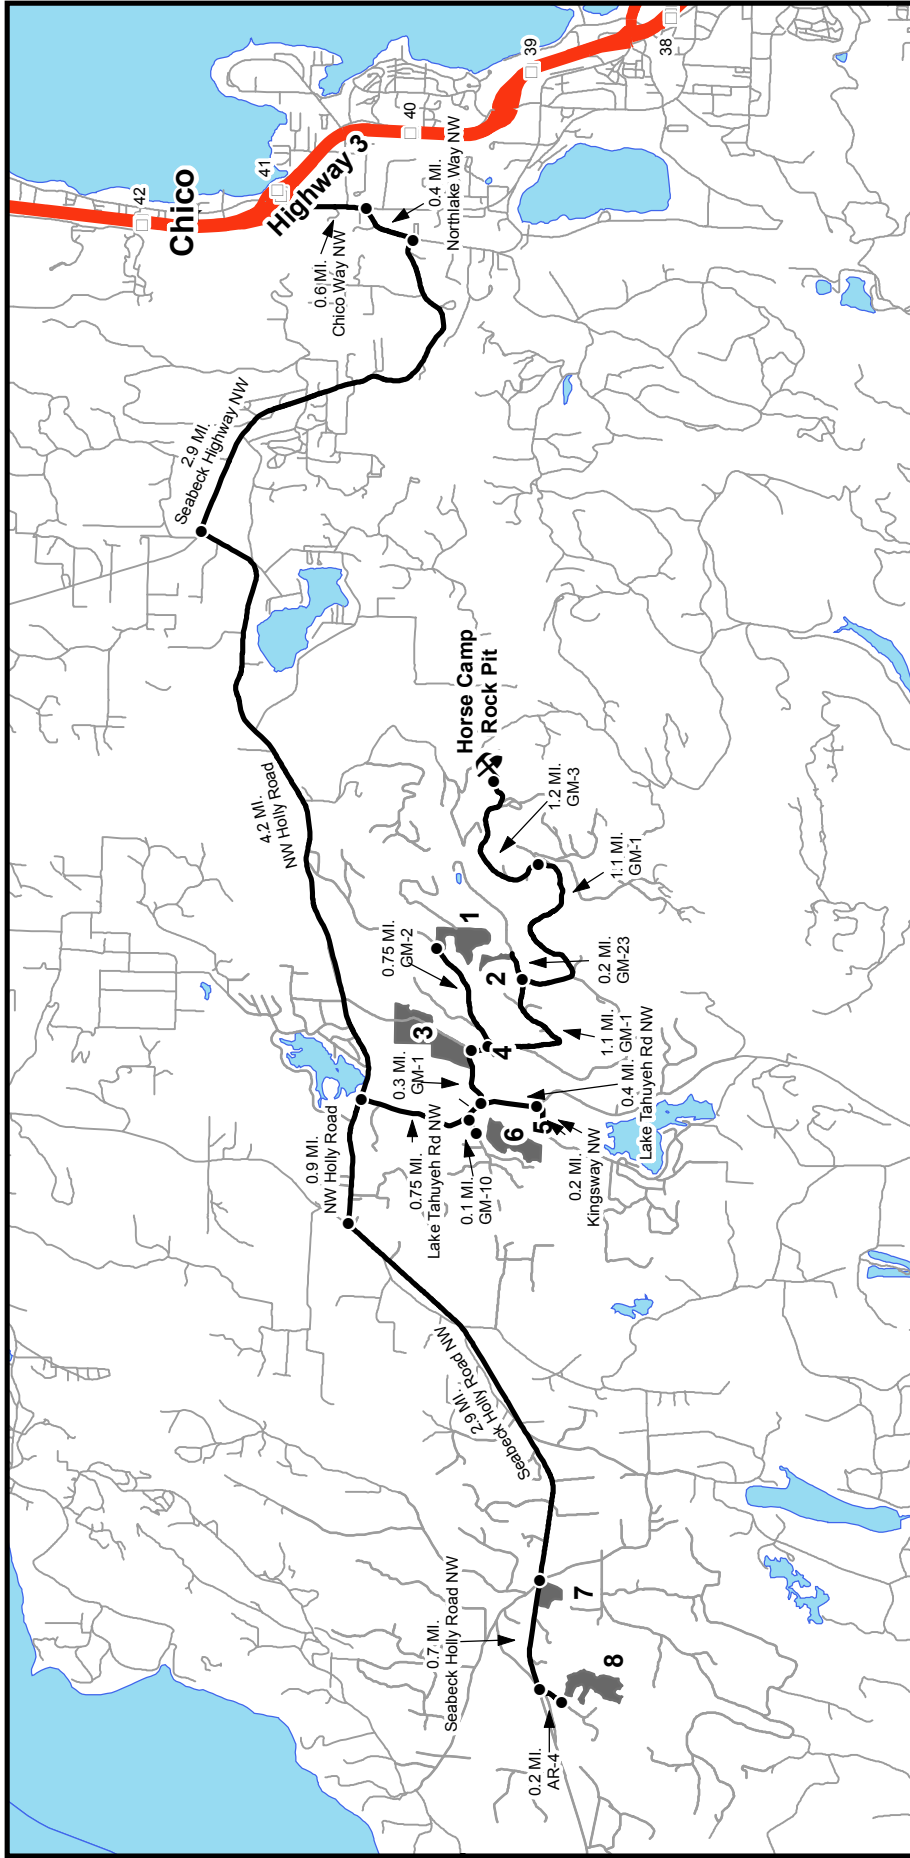 42
Chico
41
Highway 3
40
39
38
0.6 MI.
Chico Way NW
0.4 MI.
Northlake Way NW
2.9 MI.
Seabeck Highway NW
4.2 MI.
NW Holly Road
Horse Camp
Rock Pit
1.2 MI.
GM-3
1.1 MI.
GM-1
0.2 MI.
GM-23
1
2
0.75 MI.
GM-2
3
4
1.1 MI.
GM-1
0.3 MI.
GM-1
0.4 MI.
Lake Tahuyeh Rd NW
0.9 MI.
NW Holly Road
0.75 MI.
Lake Tahuyeh Rd NW
0.1 MI.
GM-10
6
5
0.2 MI.
Kingsway NW
2.9 MI.
Seabeck Holly Road NW
0.7 MI.
Seabeck Holly Road NW
7
8
0.2 MI.
AR-4